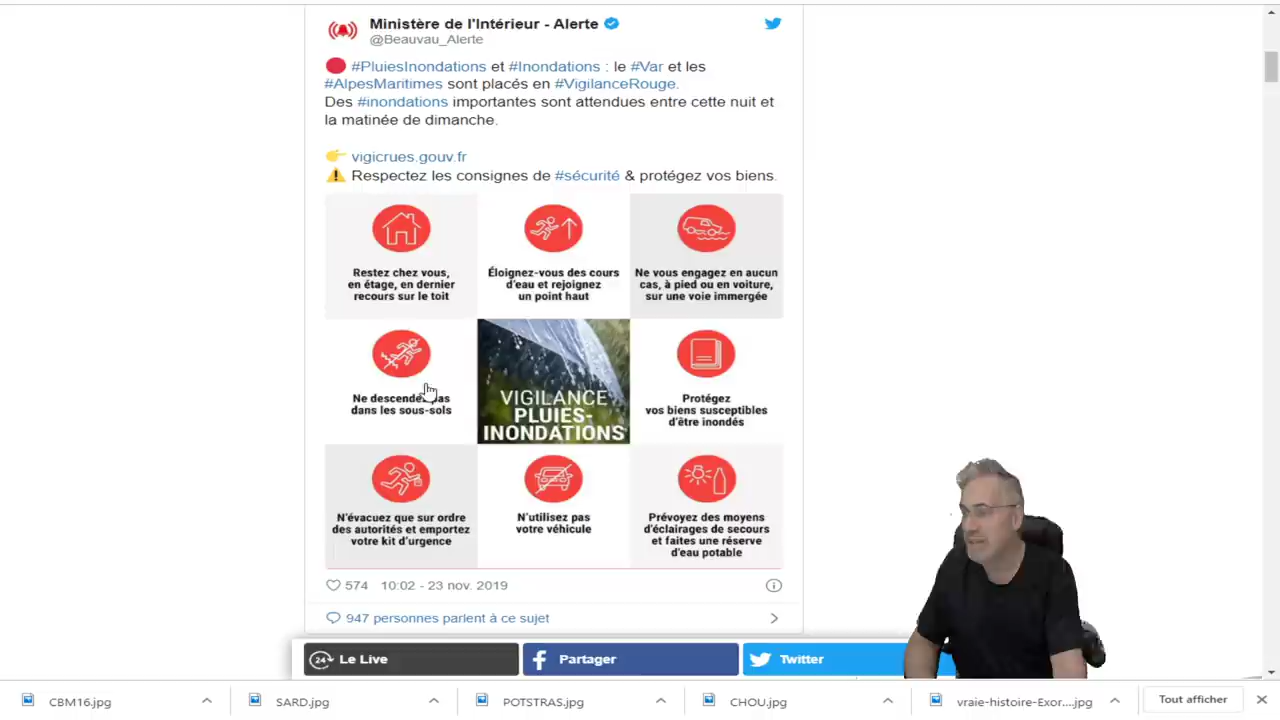 Ministère de l'Intérieur - Alerte
@Beauvau_Alerte
#PluiesInondations et #Inondations : le #Var et les
#AlpesMaritimes sont placés en #VigilanceRouge.
Des #inondations importantes sont attendues entre cette nuit et
la matinée de dimanche.
vigicrues.gouv.fr
Respectez les consignes de #sécurité & protégez vos biens.
Restez chez vous,
en étage, en dernier
recours sur le toit
Éloignez-vous des cours
d'eau et rejoignez
un point haut
Ne vous engagez en aucun
cas, à pied ou en voiture,
sur une voie immergée
Ne descendez pas
dans les sous-sols
VIGILANCE
PLUIES-
INONDATIONS
Protégez
vos biens susceptibles
d'être inondés
N'évacuez que sur ordre
des autorités et emportez
votre kit d'urgence
N'utilisez pas
votre véhicule
Prévoyez des moyens
d'éclairages de secours
et faites une réserve
d'eau potable
574 10:02 - 23 nov. 2019
947 personnes parlent à ce sujet
24 Le Live
Partager
Twitter
CBM16.jpg
SARD.jpg
POTSTRAS.jpg
CHOU.jpg
vraie-histoire-Exor....jpg
Tout afficher